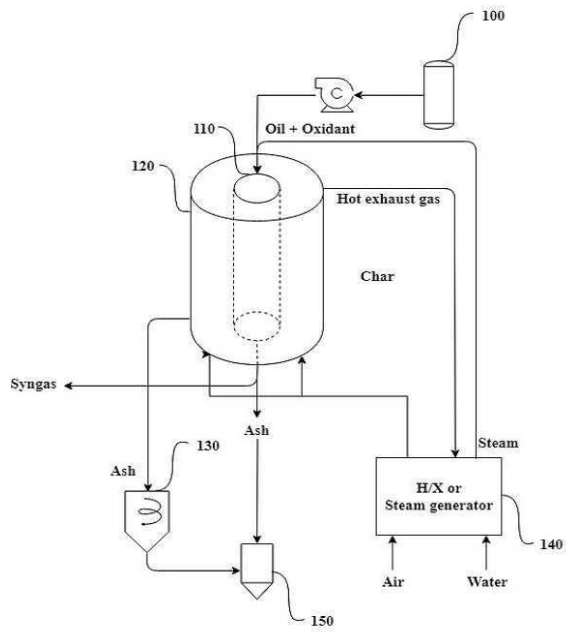 100
C
110
Oil + Oxidant
120
Hot exhaust gas
Char
Syngas
Ash
Steam
130
Ash
H/X or
Steam generator
140
Air
Water
150